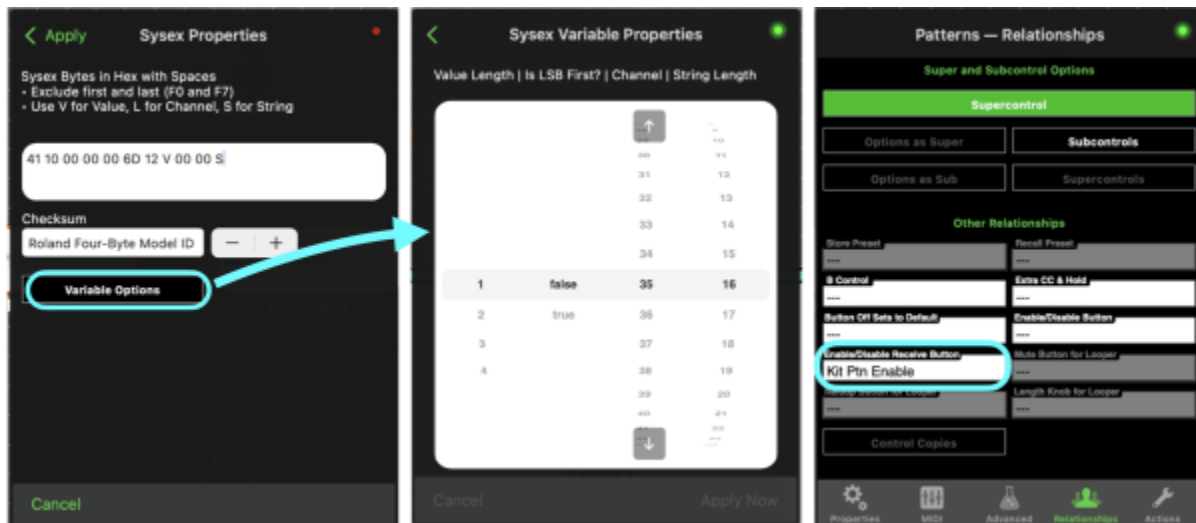 Apply
Sysex Properties
Sysex Bytes in Hex with Spaces
- Exclude first and last (F0 and F7)
- Use V for Value, L for Channel, S for String
41 10 00 00 00 6D 12 V 00 00 S
Checksum
Roland Four-Byte Model ID
− +
Variable Options
Cancel
Sysex Variable Properties
Value Length | Is LSB First? | Channel | String Length
31 12
32 13
33 14
34 15
1 false 35 16
2 true 36 17
3 37 18
4 38 19
39 20
40 21
Cancel Apply Now
Patterns — Relationships
Super and Subcontrol Options
Supercontrol
Options as Super Subcontrols
Options as Sub Supercontrols
Other Relationships
Store Preset Recall Preset
--- ---
B Control Extra CC & Hold
--- ---
Button Off Sets to Default Enable/Disable Button
--- ---
Enable/Disable Receive Button Mute Button for Looper
Kit Ptn Enable ---
Button for Looper Length Knob for Looper
--- ---
Control Copies
Properties MIDI Advanced Relationships Actions